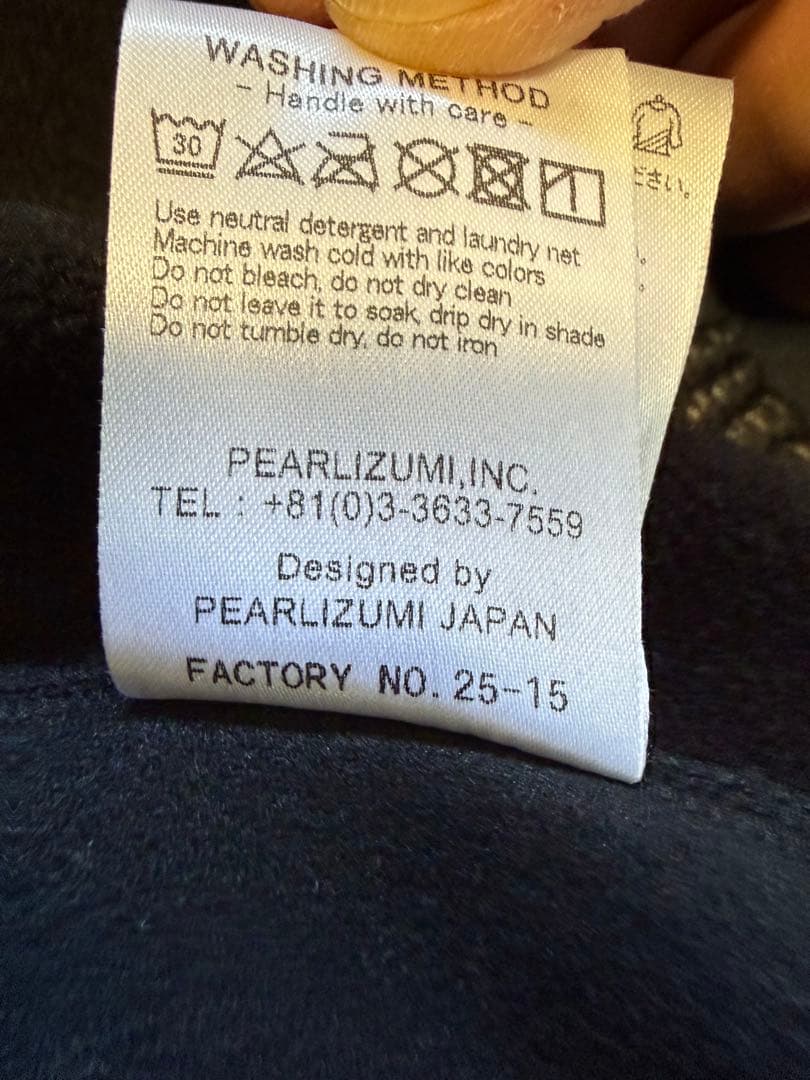 WASHING METHOD
- Handle with care -
30
Use neutral detergent and laundry net
Machine wash cold with like colors
Do not bleach, do not dry clean
Do not leave it to soak, drip dry in shade
Do not tumble dry, do not iron
PEARLIZUMI,INC.
TEL : +81(0)3-3633-7559
Designed by
PEARLIZUMI JAPAN
FACTORY NO. 25-15
ださい。